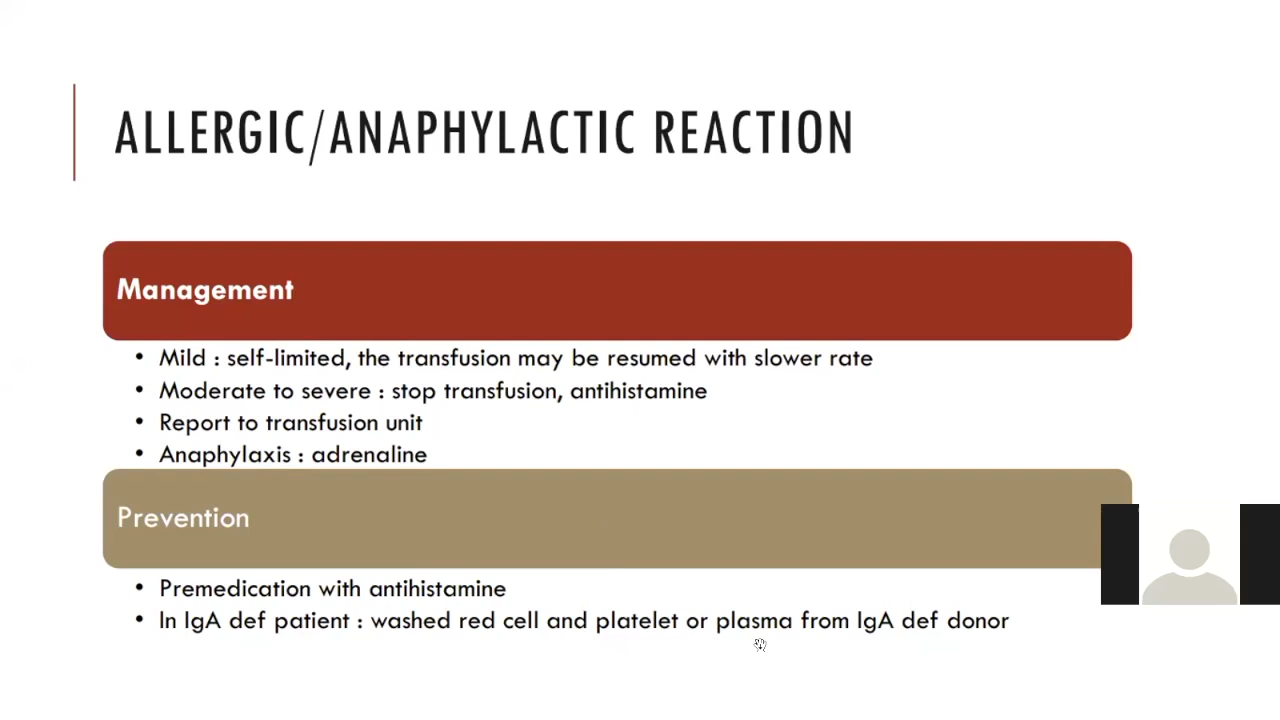 ALLERGIC/ANAPHYLACTIC REACTION
Management
• Mild : self-limited, the transfusion may be resumed with slower rate
• Moderate to severe : stop transfusion, antihistamine
• Report to transfusion unit
• Anaphylaxis : adrenaline
Prevention
• Premedication with antihistamine
• In IgA def patient : washed red cell and platelet or plasma from IgA def donor